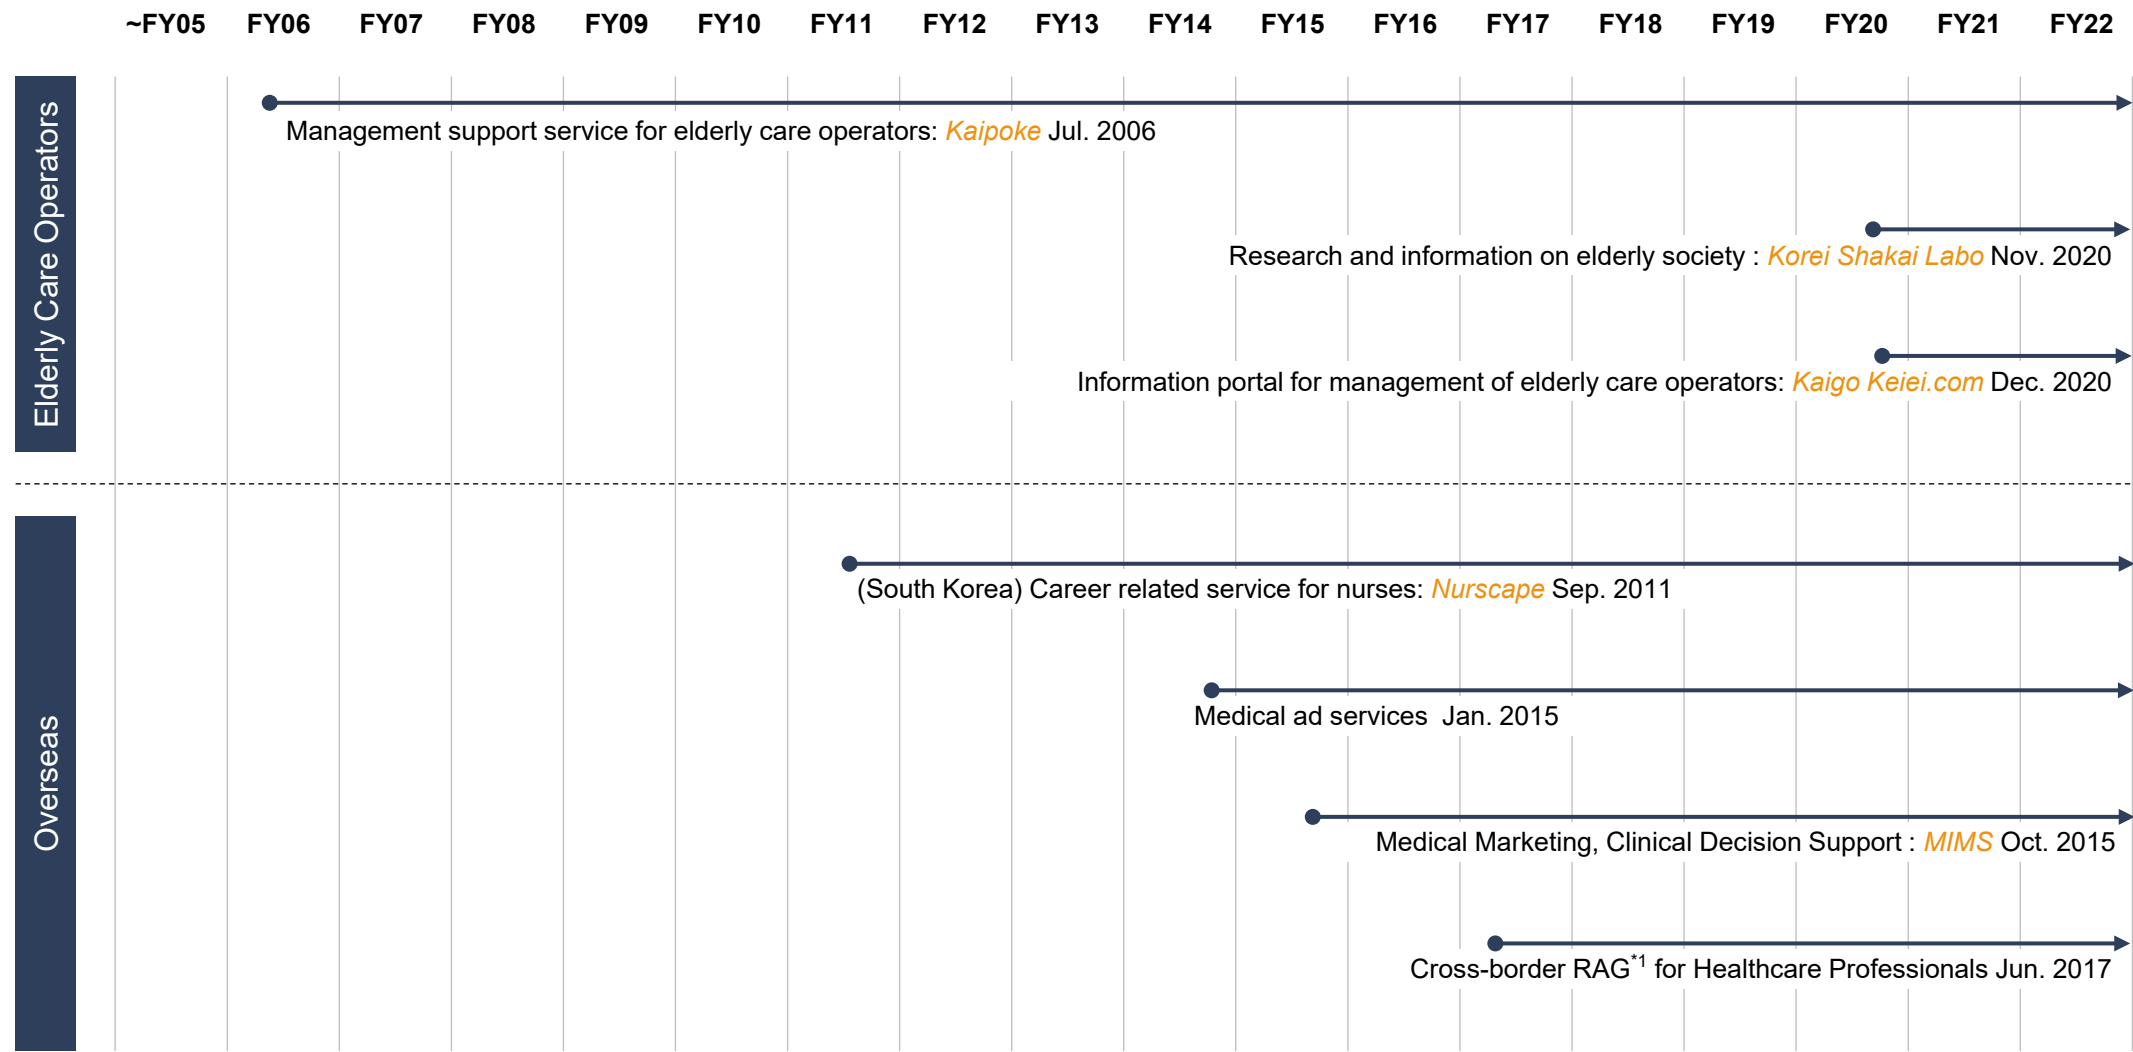 ~FY05 FY06 FY07 FY08 FY09 FY10 FY11 FY12 FY13 FY14 FY15 FY16 FY17 FY18 FY19 FY20 FY21 FY22
Elderly Care Operators
Management support service for elderly care operators: Kaipoke Jul. 2006
Research and information on elderly society : Korei Shakai Labo Nov. 2020
Information portal for management of elderly care operators: Kaigo Keiei.com Dec. 2020
Overseas
(South Korea) Career related service for nurses: Nurscape Sep. 2011
Medical ad services Jan. 2015
Medical Marketing, Clinical Decision Support : MIMS Oct. 2015
Cross-border RAG*1 for Healthcare Professionals Jun. 2017